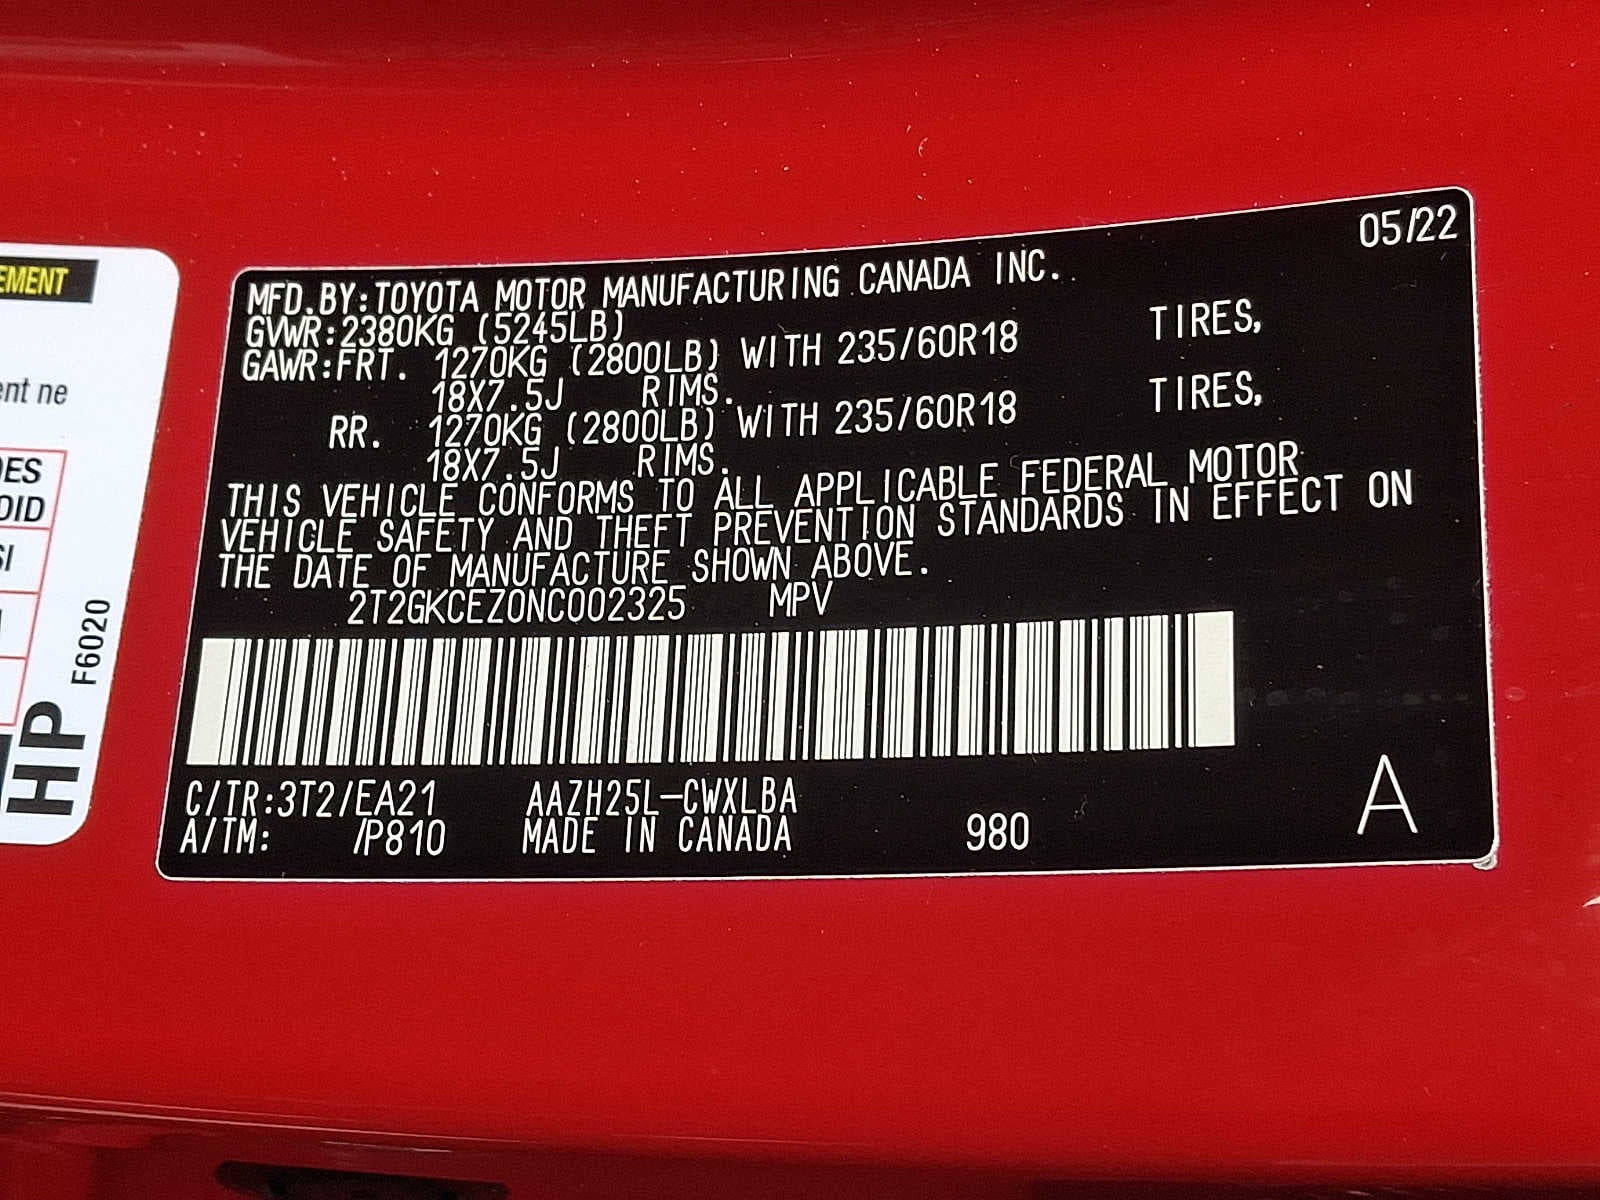 EMENT
ent ne
DES
OID
SI
F6020
HP
05/22
MFD.BY:TOYOTA MOTOR MANUFACTURING CANADA INC.
GVWR:2380KG (5245LB)
GAWR:FRT. 1270KG (2800LB) WITH 235/60R18 TIRES,
18X7.5J RIMS.
RR. 1270KG (2800LB) WITH 235/60R18 TIRES,
18X7.5J RIMS.
THIS VEHICLE CONFORMS TO ALL APPLICABLE FEDERAL MOTOR
VEHICLE SAFETY AND THEFT PREVENTION STANDARDS IN EFFECT ON
THE DATE OF MANUFACTURE SHOWN ABOVE.
2T2GKCEZ0NC002325 MPV
C/TR:3T2/EA21 AAZH25L-CWXLBA
A/TM: /P810 MADE IN CANADA 980
A